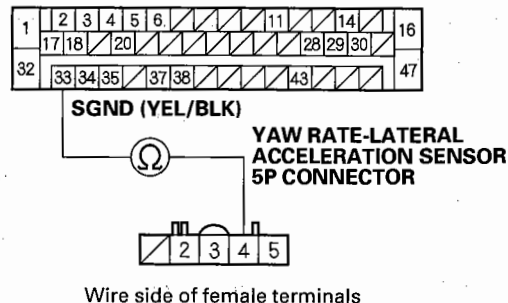 1 2 3 4 5 6. 11 14 16
17 18 20 28 29 30
32 33 34 35 37 38 43 47
SGND (YEL/BLK)
YAW RATE-LATERAL
ACCELERATION SENSOR
5P CONNECTOR
Ω
2 3 4 5
Wire side of female terminals